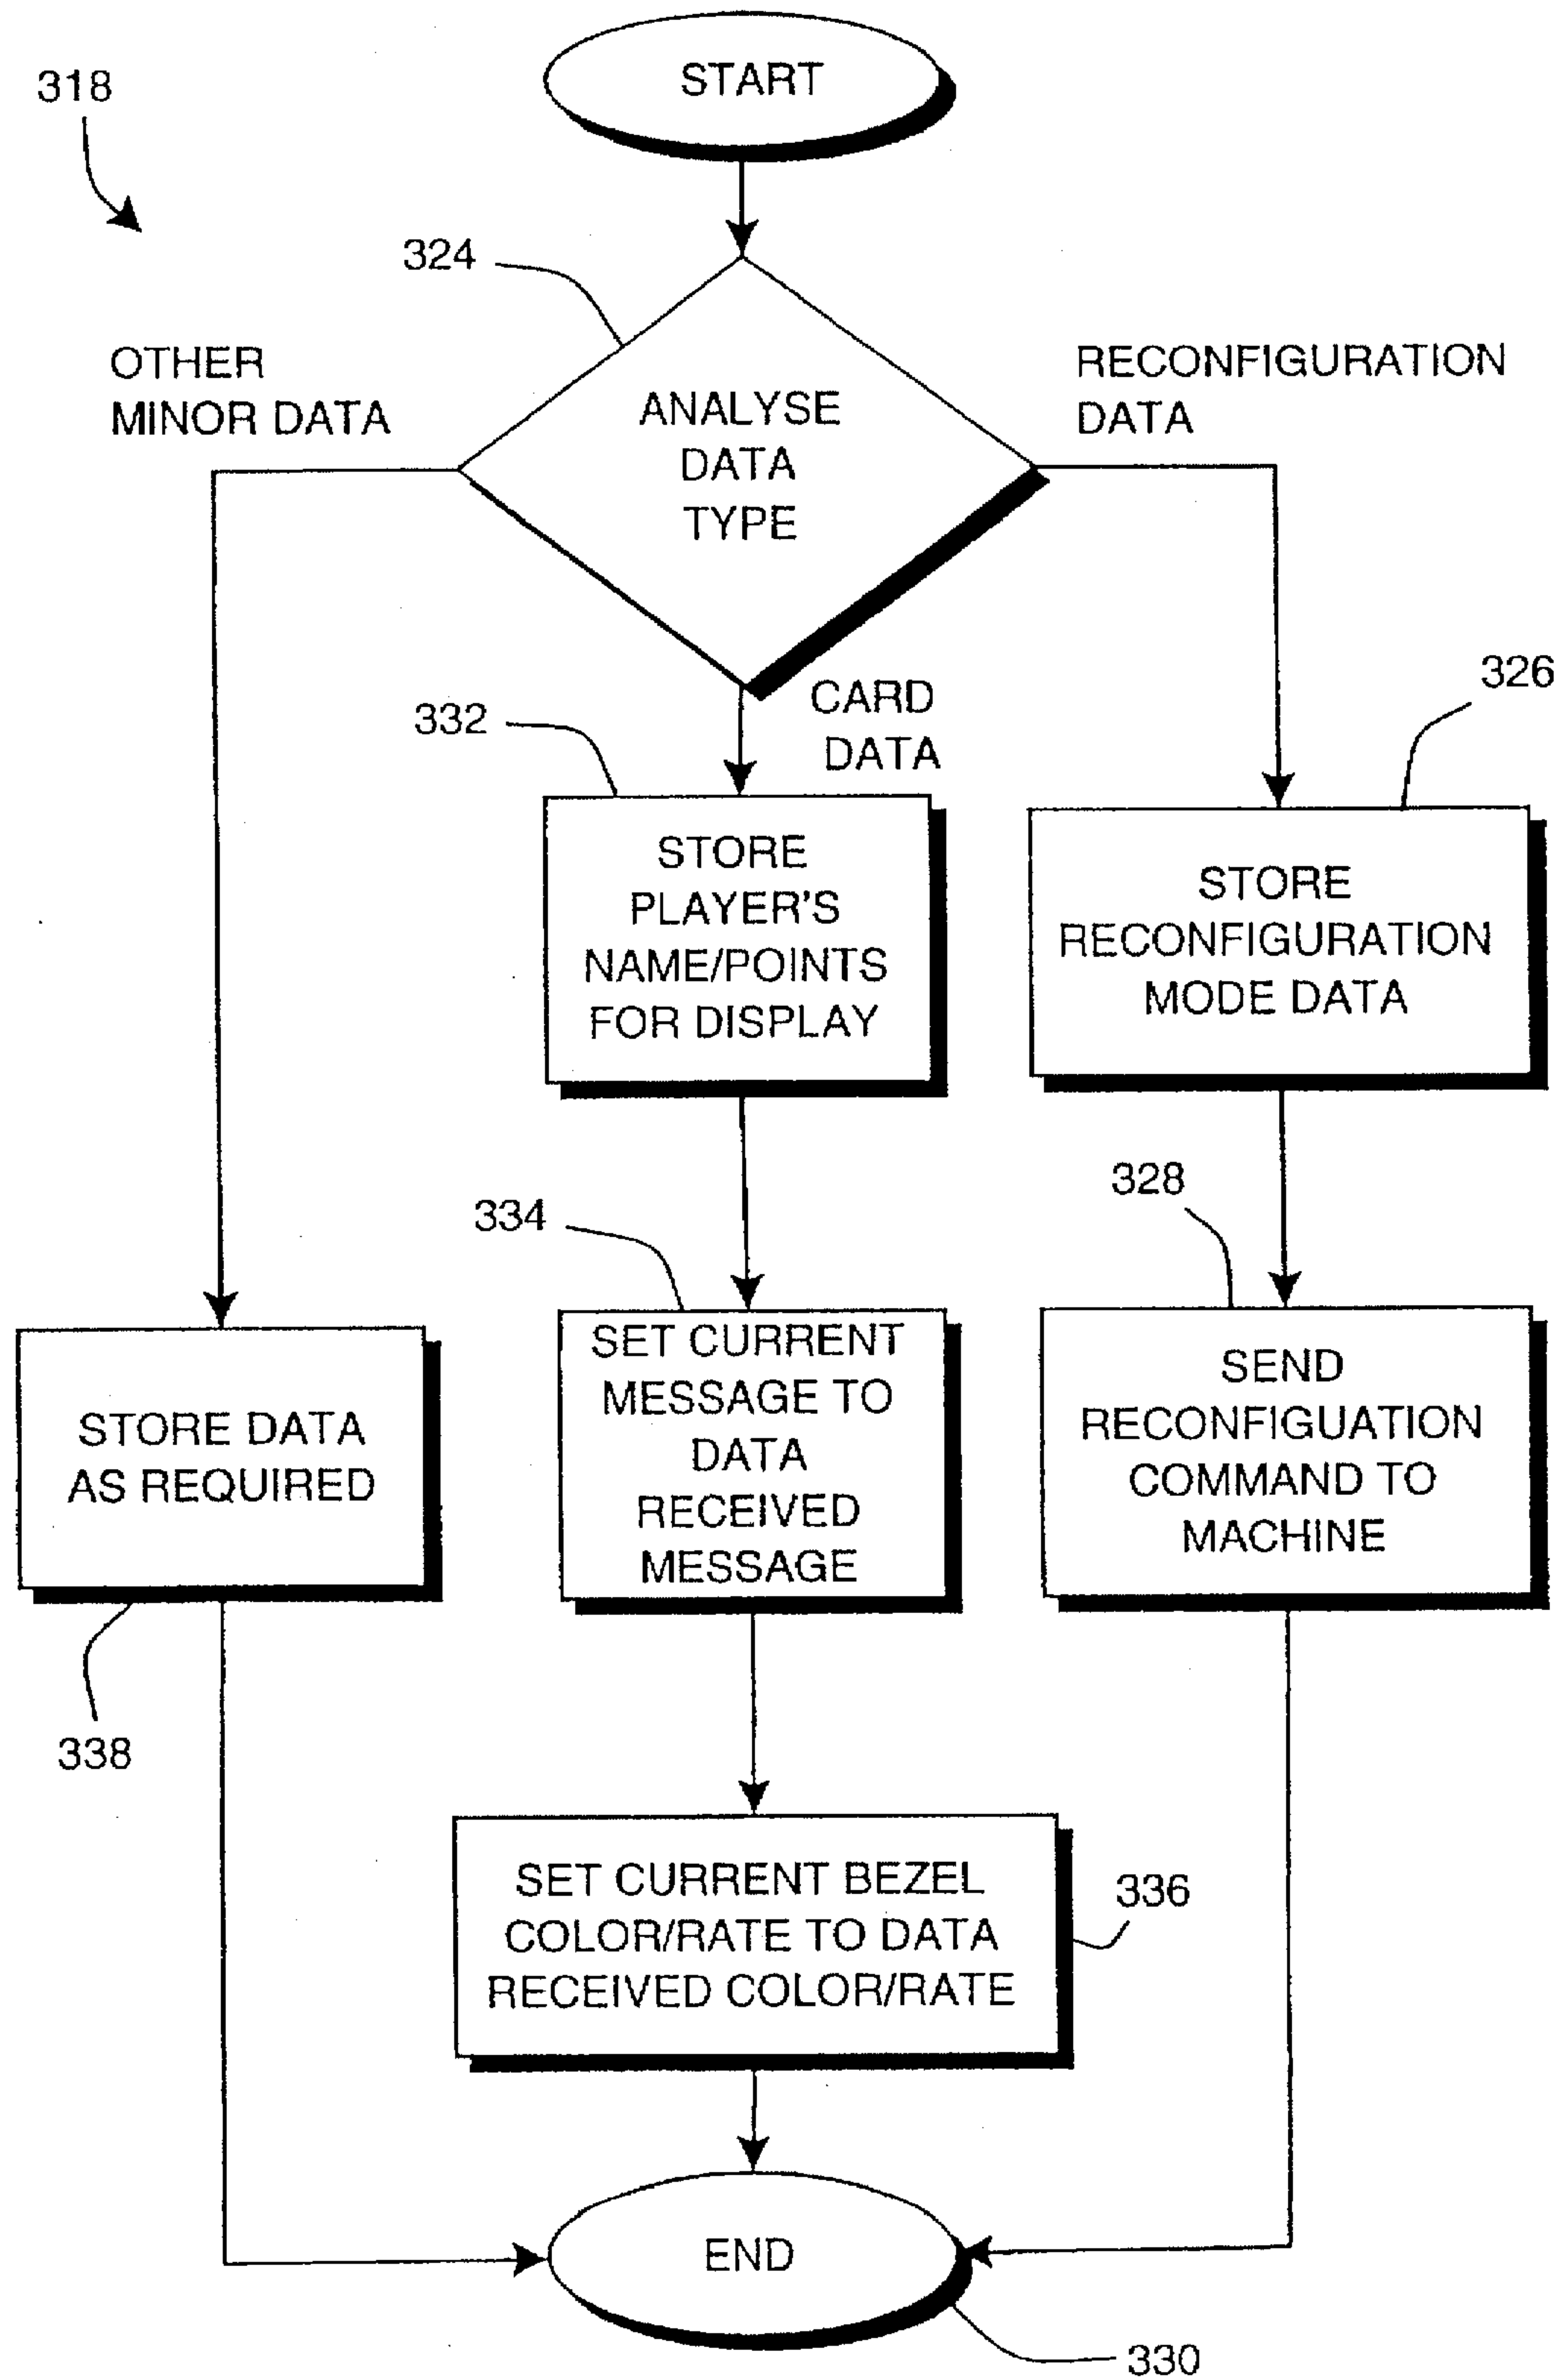 START
318
324
OTHER
MINOR DATA
ANALYSE
DATA
TYPE
RECONFIGURATION
DATA
CARD
DATA
332
326
STORE
PLAYER'S
NAME/POINTS
FOR DISPLAY
STORE
RECONFIGURATION
MODE DATA
334
328
STORE DATA
AS REQUIRED
SET CURRENT
MESSAGE TO
DATA
RECEIVED
MESSAGE
SEND
RECONFIGUATION
COMMAND TO
MACHINE
338
SET CURRENT BEZEL
COLOR/RATE TO DATA
RECEIVED COLOR/RATE
336
END
330